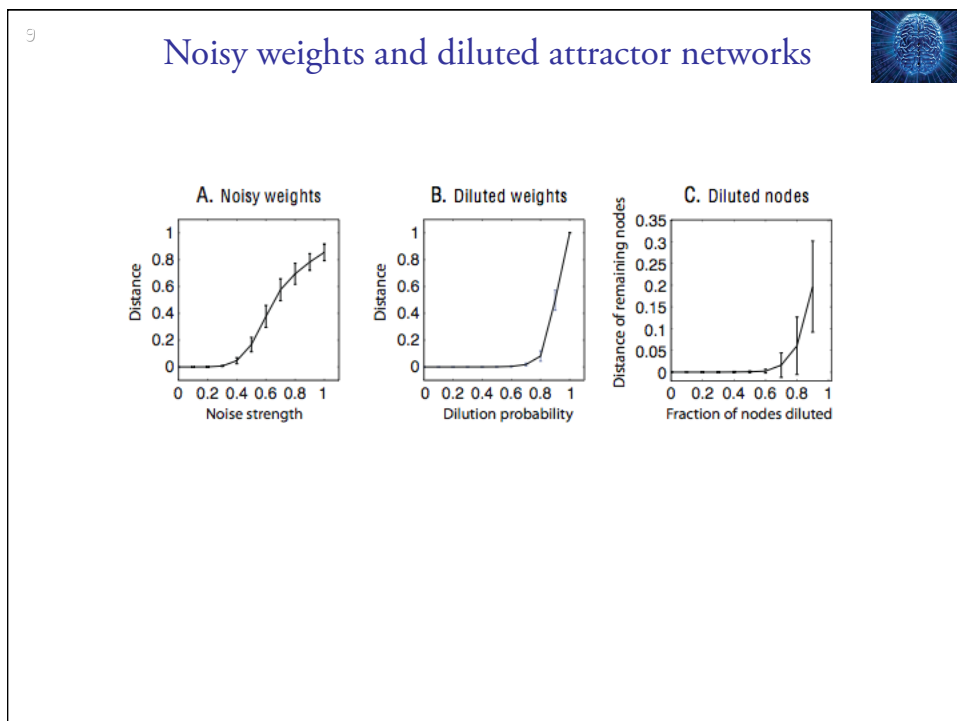 9
Noisy weights and diluted attractor networks
A. Noisy weights
Distance
1
0.8
0.6
0.4
0.2
0
0 0.2 0.4 0.6 0.8 1
Noise strength
B. Diluted weights
Distance
1
0.8
0.6
0.4
0.2
0
0 0.2 0.4 0.6 0.8 1
Dilution probability
C. Diluted nodes
Distance of remaining nodes
0.35
0.3
0.25
0.2
0.15
0.1
0.05
0
0 0.2 0.4 0.6 0.8 1
Fraction of nodes diluted